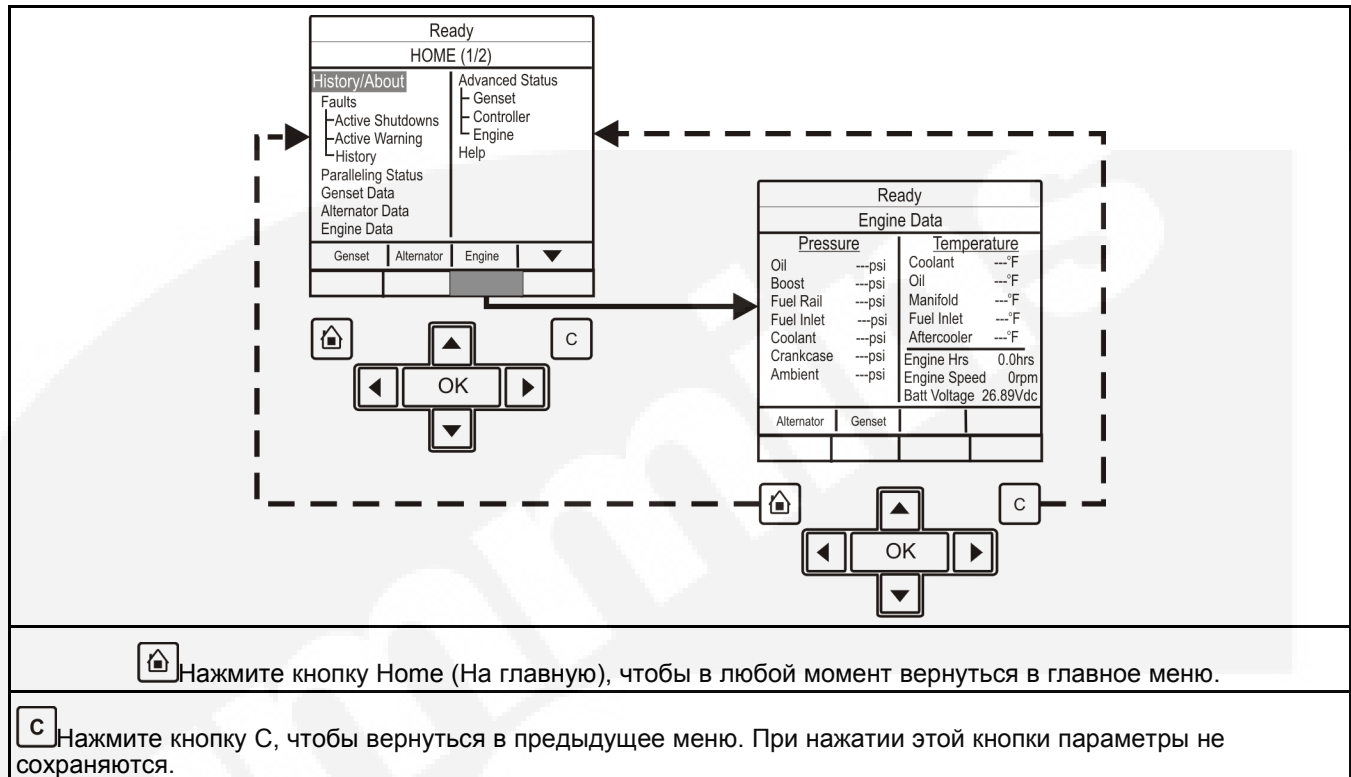 Ready
HOME (1/2)
History/About
Faults
Active Shutdowns
Active Warning
History
Paralleling Status
Genset Data
Alternator Data
Engine Data
Advanced Status
Genset
Controller
Engine
Help
Genset Alternator Engine
C
OK
Ready
Engine Data
Pressure
Oil ---psi
Boost ---psi
Fuel Rail ---psi
Fuel Inlet ---psi
Coolant ---psi
Crankcase ---psi
Ambient ---psi
Temperature
Coolant ---°F
Oil ---°F
Manifold ---°F
Fuel Inlet ---°F
Aftercooler ---°F
Engine Hrs 0.0hrs
Engine Speed 0rpm
Batt Voltage 26.89Vdc
Alternator Genset
C
OK
Нажмите кнопку Home (На главную), чтобы в любой момент вернуться в главное меню.
C Нажмите кнопку C, чтобы вернуться в предыдущее меню. При нажатии этой кнопки параметры не
сохраняются.